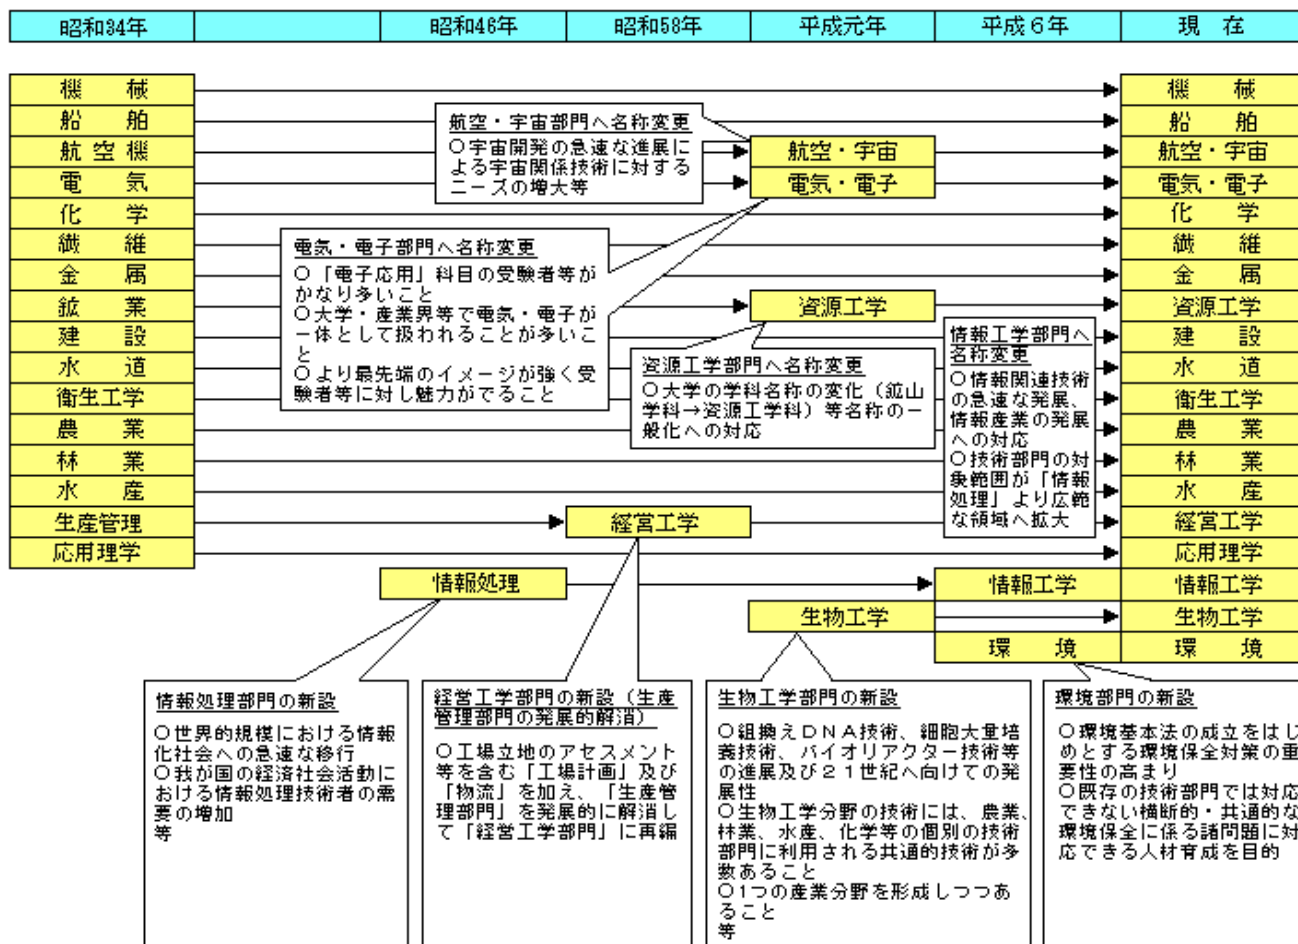 昭和34年 昭和46年 昭和58年 平成元年 平成６年 現 在
機 械 機 械
船 舶 船 舶
航 空 機 航空・宇宙 航空・宇宙
電 気 電気・電子 電気・電子
化 学 化 学
繊 維 繊 維
金 属 金 属
鉱 業 資源工学 資源工学
建 設 建 設
水 道 水 道
衛生工学 衛生工学
農 業 農 業
林 業 林 業
水 産 水 産
生産管理 経営工学 経営工学
応用理学 応用理学
情報処理 情報工学 情報工学
生物工学 生物工学
環 境 環 境
航空・宇宙部門へ名称変更
○宇宙開発の急速な進展に
よる宇宙関係技術に対する
ニーズの増大等
電気・電子部門へ名称変更
○「電子応用」科目の受験者等が
かなり多いこと
○大学・産業界等で電気・電子が
一体として扱われることが多いこ
と
○より最先端のイメージが強く受
験者等に対し魅力がでること
資源工学部門へ名称変更
○大学の学科名称の変化（鉱山
学科→資源工学科）等名称の一
般化への対応
情報工学部門へ
名称変更
○情報関連技術
の急速な発展、
情報産業の発展
への対応
○技術部門の対
象範囲が「情報
処理」より広範
な領域へ拡大
情報処理部門の新設
○世界的規模における情報
化社会への急速な移行
○我が国の経済社会活動に
おける情報処理技術者の需
要の増加
等
経営工学部門の新設（生産
管理部門の発展的解消）
○工場立地のアセスメント
等を含む「工場計画」及び
「物流」を加え、「生産管
理部門」を発展的に解消し
て「経営工学部門」に再編
生物工学部門の新設
○組換えＤＮＡ技術、細胞大量培
養技術、バイオリアクター技術等
の進展及び２１世紀へ向けての発
展性
○生物工学分野の技術には、農業、
林業、水産、化学等の個別の技術
部門に利用される共通的技術が多
数あること
○1つの産業分野を形成しつつあ
ること
等
環境部門の新設
○環境基本法の成立をはじ
めとする環境保全対策の重
要性の高まり
○既存の技術部門では対応
できない横断的・共通的な
環境保全に係る諸問題に対
応できる人材育成を目的